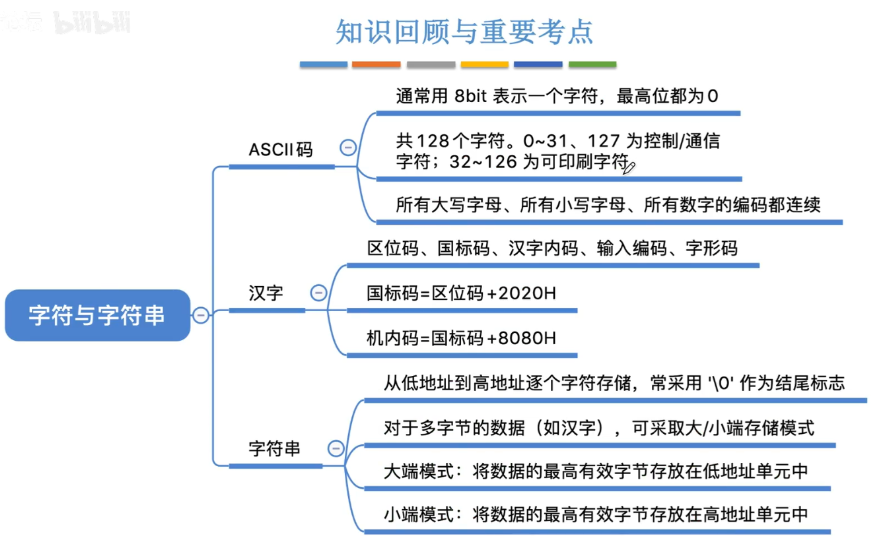 bilibili
知识回顾与重要考点
通常用 8bit 表示一个字符，最高位都为0
ASCII码
共128个字符。0~31、127 为控制/通信
字符；32~126 为可印刷字符
所有大写字母、所有小写字母、所有数字的编码都连续
区位码、国标码、汉字内码、输入编码、字形码
汉字
国标码=区位码+2020H
机内码=国标码+8080H
字符与字符串
从低地址到高地址逐个字符存储，常采用 '\0' 作为结尾标志
对于多字节的数据（如汉字），可采取大/小端存储模式
字符串
大端模式：将数据的最高有效字节存放在低地址单元中
小端模式：将数据的最高有效字节存放在高地址单元中